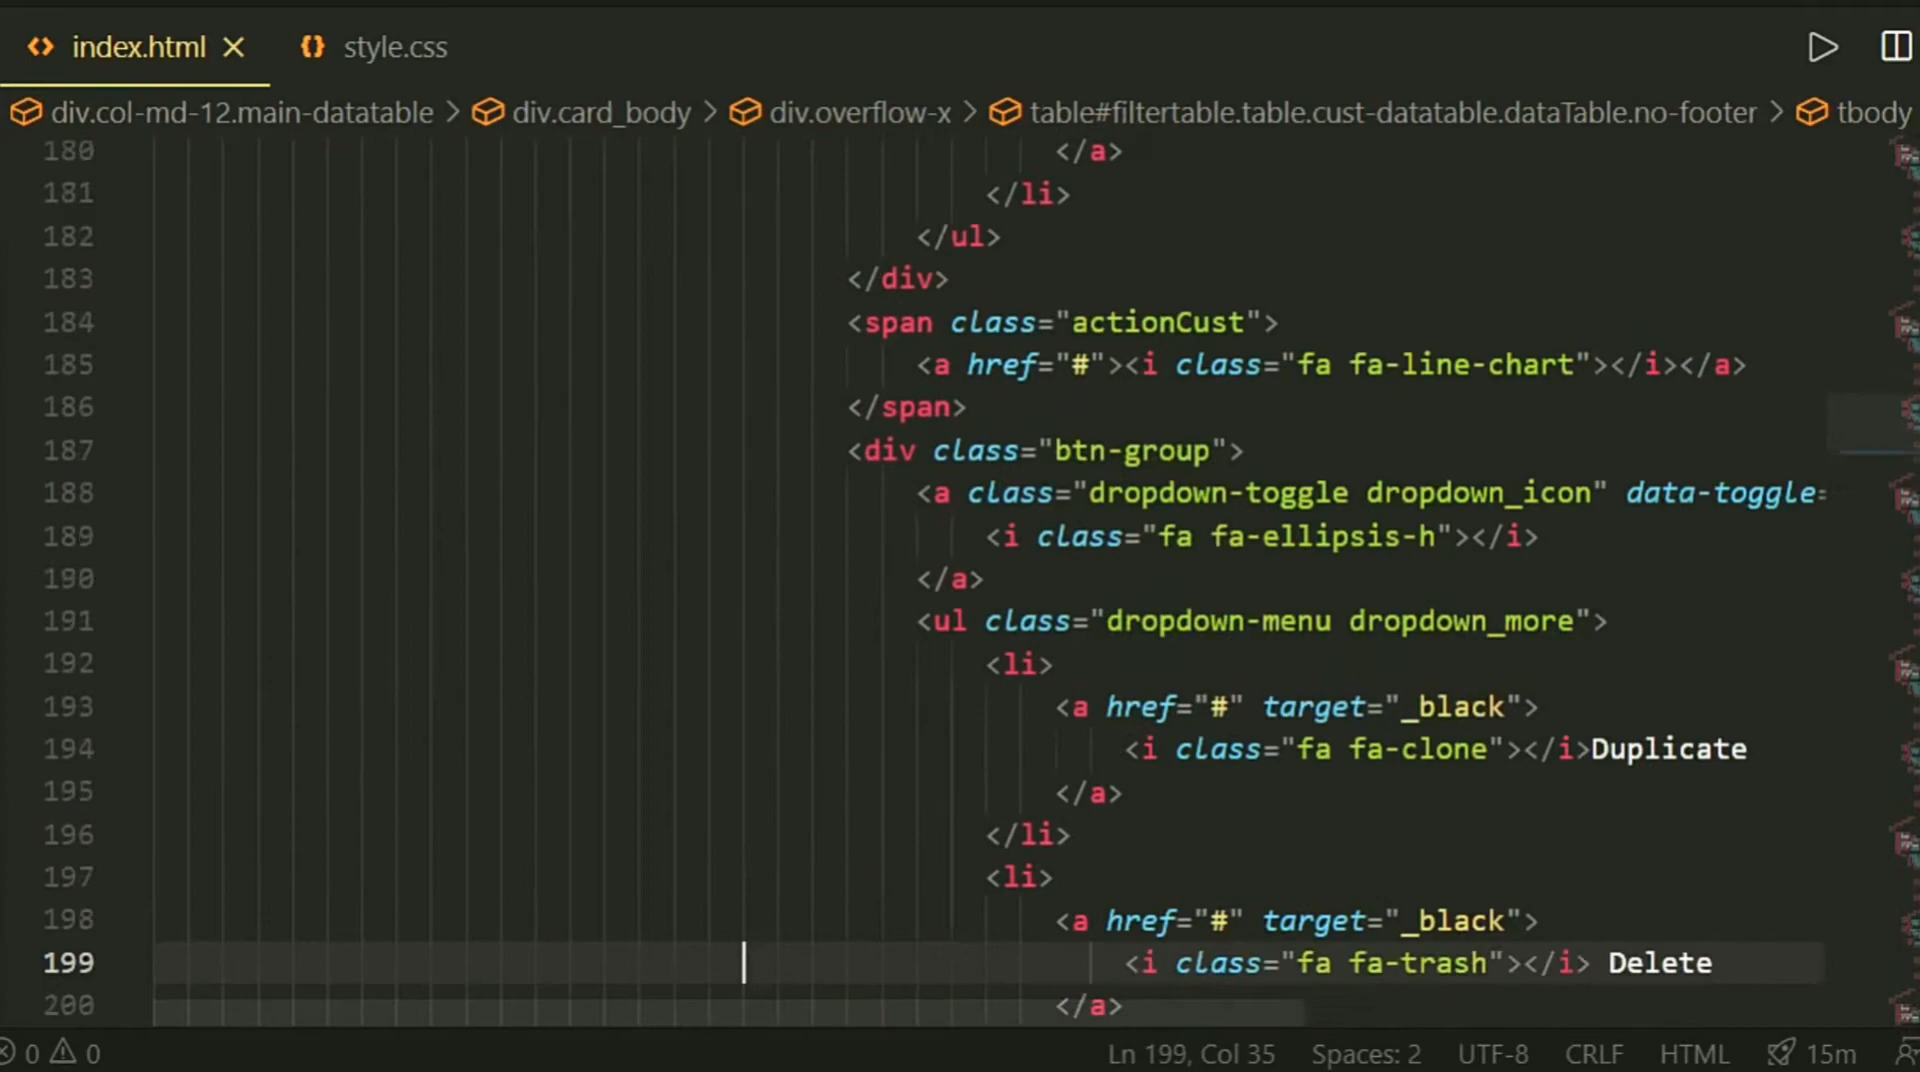 index.html style.css
div.col-md-12.main-datatable > div.card_body > div.overflow-x > table#filtertable.table.cust-datatable.dataTable.no-footer > tbody
180 </a>
181 </li>
182 </ul>
183 </div>
184 <span class="actionCust">
185 <a href="#"><i class="fa fa-line-chart"></i></a>
186 </span>
187 <div class="btn-group">
188 <a class="dropdown-toggle dropdown_icon" data-toggle=
189 <i class="fa fa-ellipsis-h"></i>
190 </a>
191 <ul class="dropdown-menu dropdown_more">
192 <li>
193 <a href="#" target="_black">
194 <i class="fa fa-clone"></i>Duplicate
195 </a>
196 </li>
197 <li>
198 <a href="#" target="_black">
199 <i class="fa fa-trash"></i> Delete
200 </a>
0 0 Ln 199, Col 35 Spaces: 2 UTF-8 CRLF HTML 15m